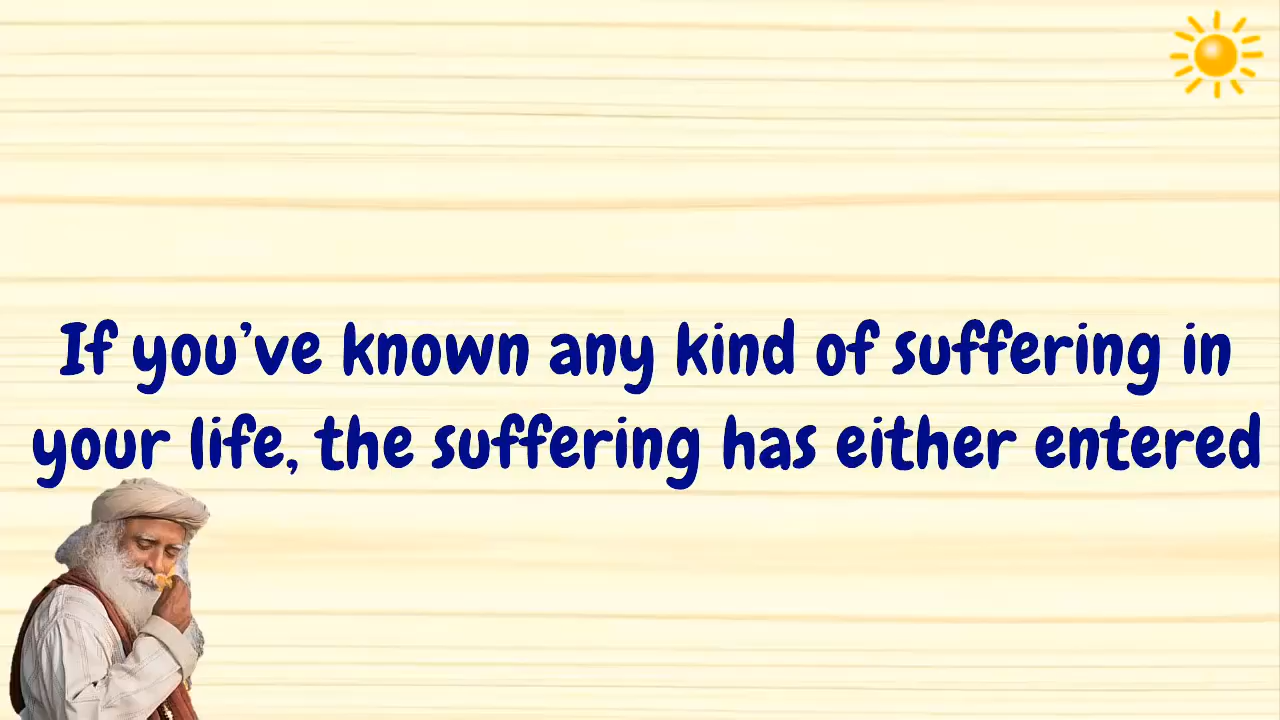 If you’ve known any kind of suffering in
your life, the suffering has either entered